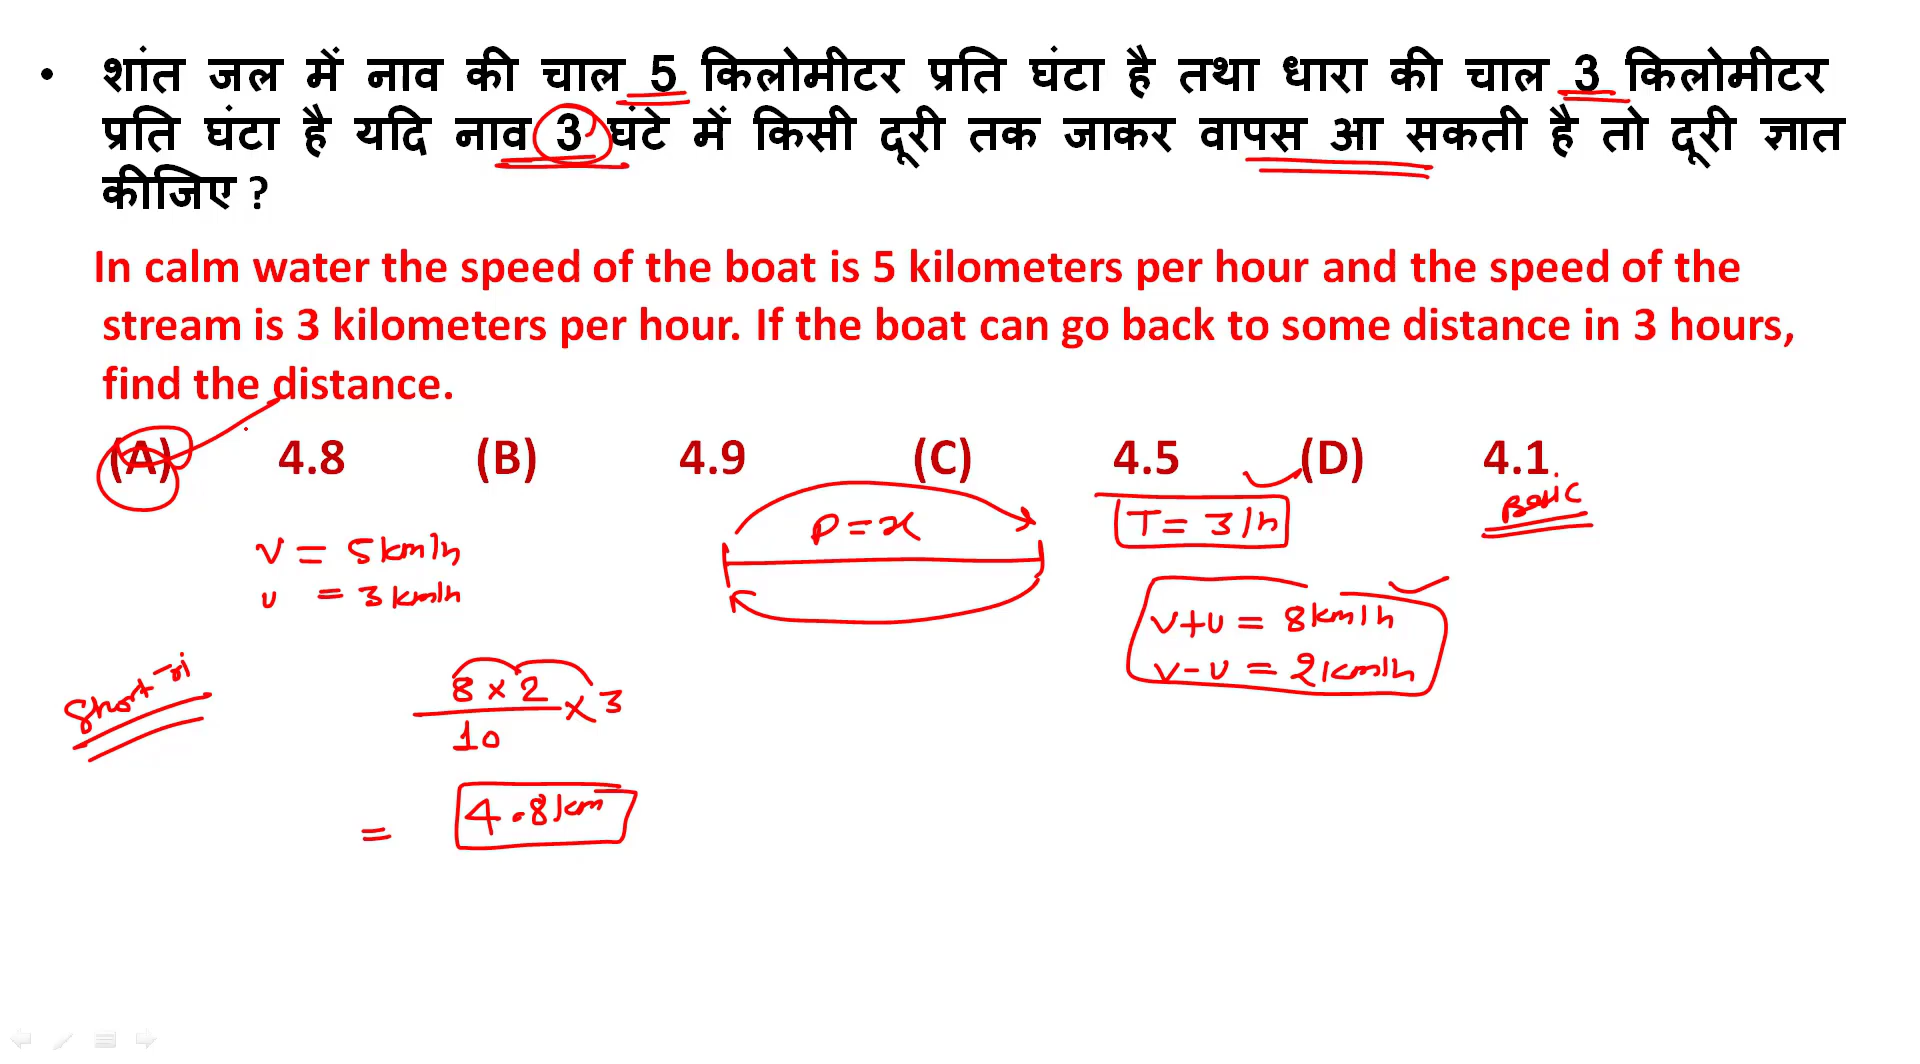 • शांत जल में नाव की चाल 5 किलोमीटर प्रति घंटा है तथा धारा की चाल 3 किलोमीटर
प्रति घंटा है यदि नाव 3 घंटे में किसी दूरी तक जाकर वापस आ सकती है तो दूरी ज्ञात
कीजिए ?
In calm water the speed of the boat is 5 kilometers per hour and the speed of the
stream is 3 kilometers per hour. If the boat can go back to some distance in 3 hours,
find the distance.
(A) 4.8 (B) 4.9 (C) 4.5 (D) 4.1
D = x T = 3/h
V = 5km/h
u = 3km/h
V+u = 8km/h
V-u = 2km/h
Short
8 × 2 × 3
10
= 4.8km